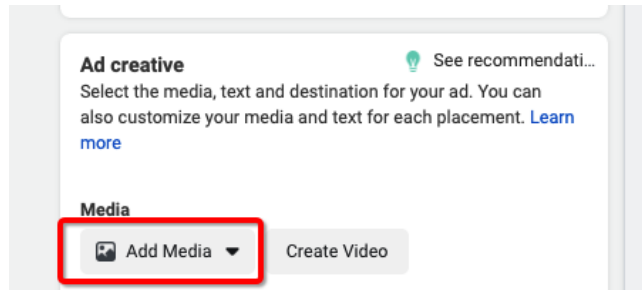 Ad creative
See recommendati...
Select the media, text and destination for your ad. You can
also customize your media and text for each placement. Learn
more
Media
Add Media
Create Video